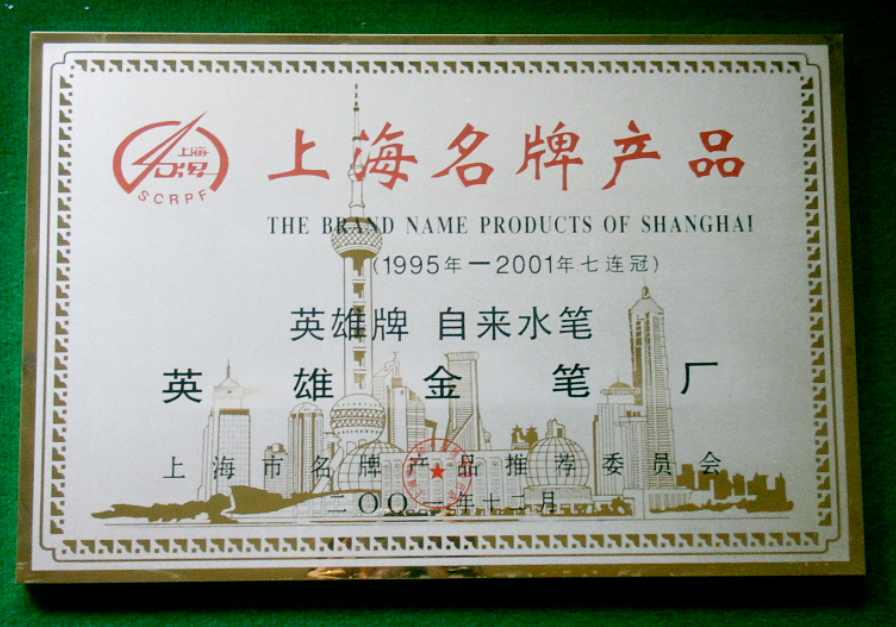 上海名牌
SCRPF
上海名牌产品
THE BRAND NAME PRODUCTS OF SHANGHAI
(1995年一2001年七连冠)
英雄牌 自来水笔
英雄金笔厂
上海市名牌产品推荐委员会
二OO一年十二月